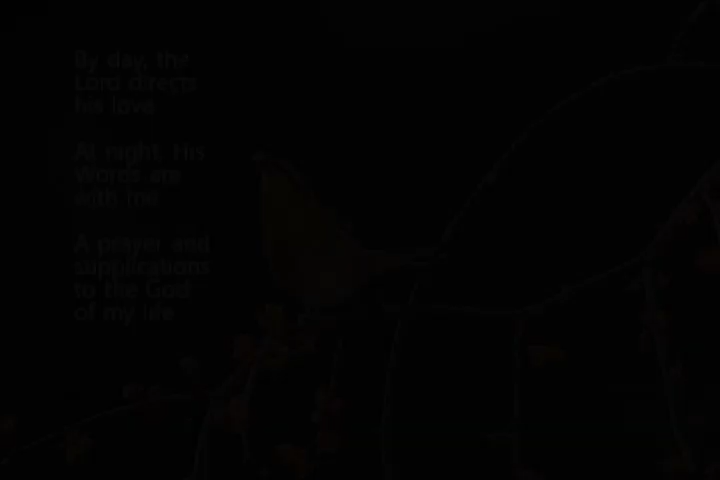 By day, the
Lord directs
his love
At night, His
Words are
with me
A prayer and
supplications
to the God
of my life